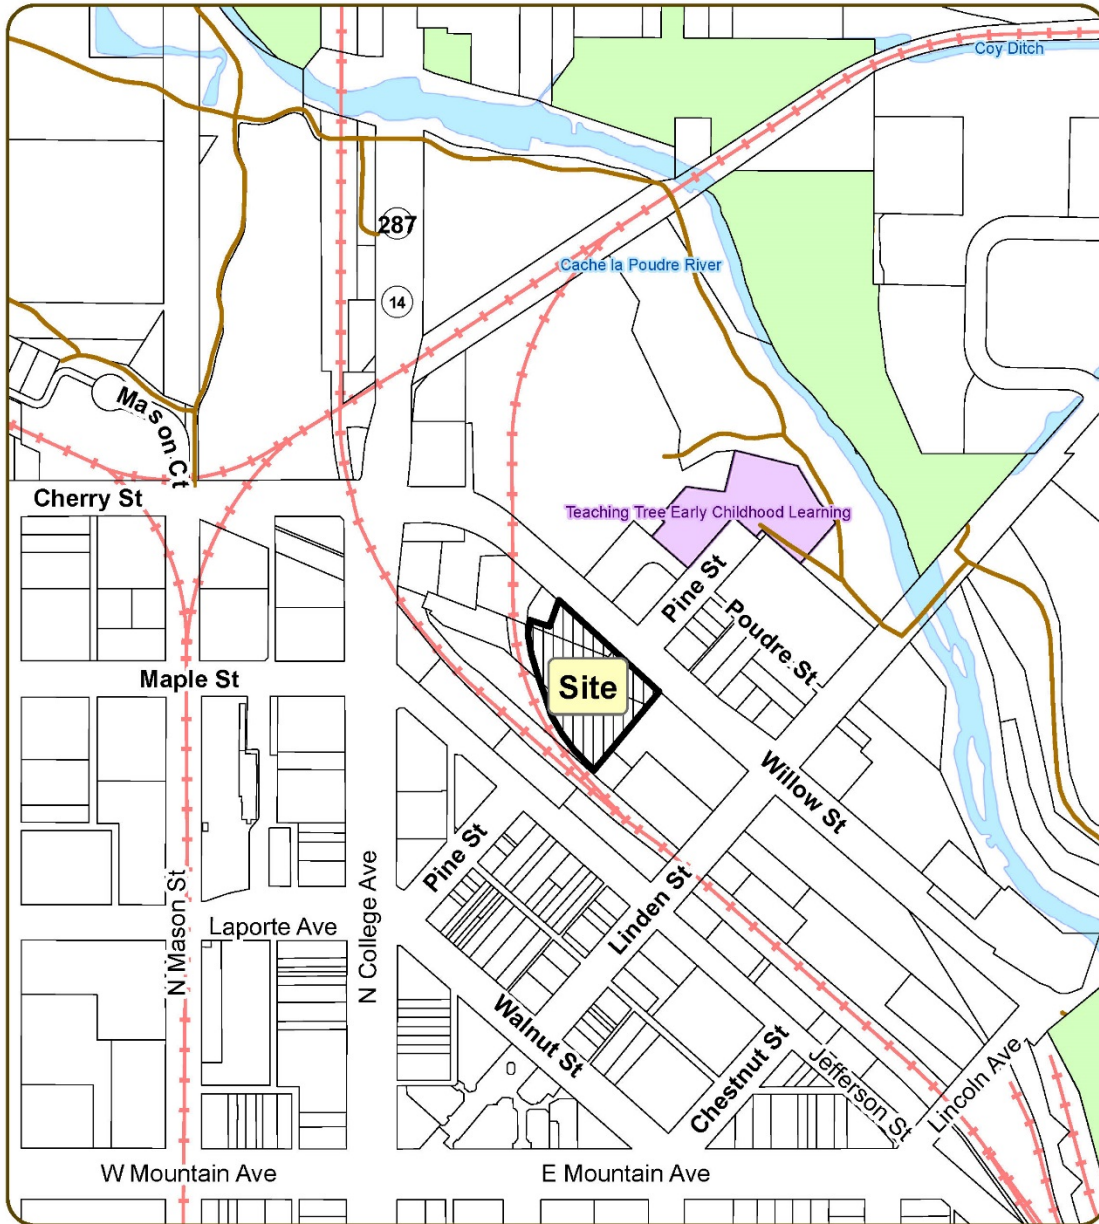 Coy Ditch
287
Cache la Poudre River
14
Mason Ct
Cherry St
Teaching Tree Early Childhood Learning
Pine St
Poudre St
Maple St
Site
Willow St
Pine St
N Mason St
N College Ave
Laporte Ave
Linden St
Walnut St
Chestnut St
Jefferson St
Lincoln Ave
W Mountain Ave
E Mountain Ave